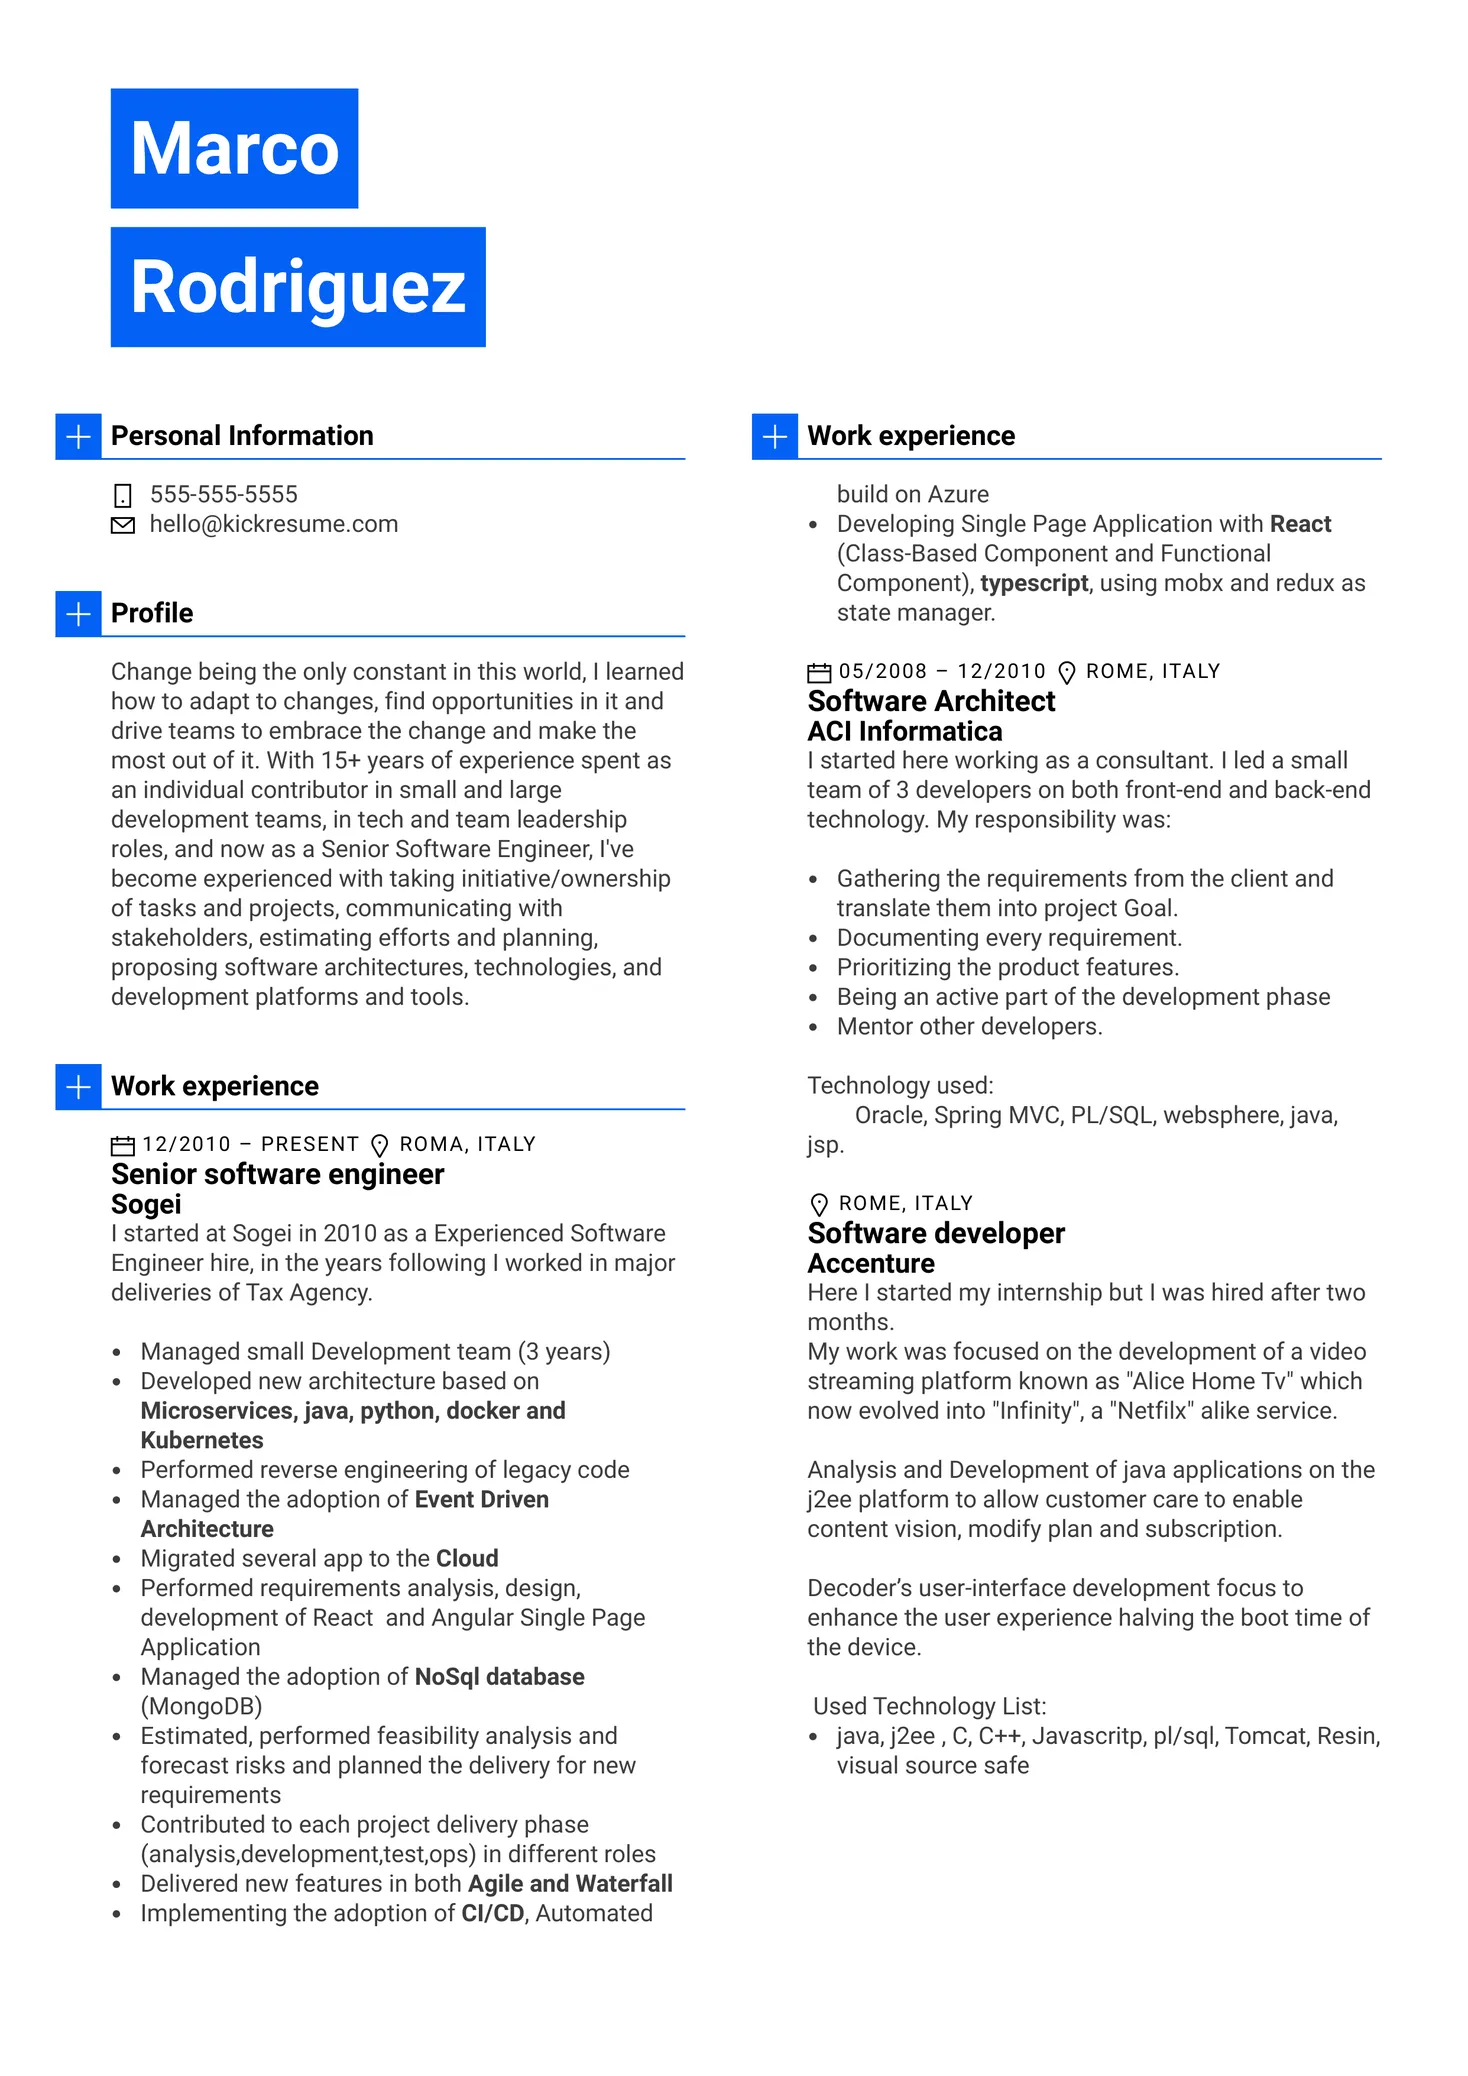 Marco
Rodriguez
Personal Information
555-555-5555
hello@kickresume.com
Profile
Change being the only constant in this world, I learned
how to adapt to changes, find opportunities in it and
drive teams to embrace the change and make the
most out of it. With 15+ years of experience spent as
an individual contributor in small and large
development teams, in tech and team leadership
roles, and now as a Senior Software Engineer, I've
become experienced with taking initiative/ownership
of tasks and projects, communicating with
stakeholders, estimating efforts and planning,
proposing software architectures, technologies, and
development platforms and tools.
Work experience
12/2010 – PRESENT ROMA, ITALY
Senior software engineer
Sogei
I started at Sogei in 2010 as a Experienced Software
Engineer hire, in the years following I worked in major
deliveries of Tax Agency.
• Managed small Development team (3 years)
• Developed new architecture based on
Microservices, java, python, docker and
Kubernetes
• Performed reverse engineering of legacy code
• Managed the adoption of Event Driven
Architecture
• Migrated several app to the Cloud
• Performed requirements analysis, design,
development of React  and Angular Single Page
Application
• Managed the adoption of NoSql database
(MongoDB)
• Estimated, performed feasibility analysis and
forecast risks and planned the delivery for new
requirements
• Contributed to each project delivery phase
(analysis,development,test,ops) in different roles
• Delivered new features in both Agile and Waterfall
• Implementing the adoption of CI/CD, Automated
Work experience
build on Azure
• Developing Single Page Application with React
(Class-Based Component and Functional
Component), typescript, using mobx and redux as
state manager.
05/2008 – 12/2010 ROME, ITALY
Software Architect
ACI Informatica
I started here working as a consultant. I led a small
team of 3 developers on both front-end and back-end
technology. My responsibility was:
• Gathering the requirements from the client and
translate them into project Goal.
• Documenting every requirement.
• Prioritizing the product features.
• Being an active part of the development phase
• Mentor other developers.
Technology used:
Oracle, Spring MVC, PL/SQL, websphere, java,
jsp.
ROME, ITALY
Software developer
Accenture
Here I started my internship but I was hired after two
months.
My work was focused on the development of a video
streaming platform known as "Alice Home Tv" which
now evolved into "Infinity", a "Netfilx" alike service.
Analysis and Development of java applications on the
j2ee platform to allow customer care to enable
content vision, modify plan and subscription.
Decoder’s user-interface development focus to
enhance the user experience halving the boot time of
the device.
Used Technology List:
• java, j2ee , C, C++, Javascritp, pl/sql, Tomcat, Resin,
visual source safe